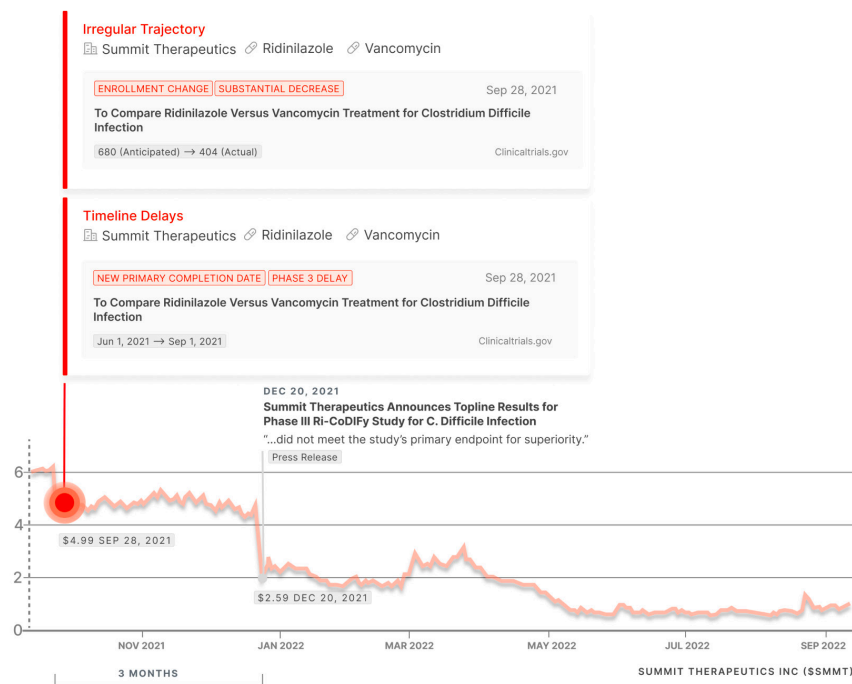 Irregular Trajectory
Summit Therapeutics Ridinilazole Vancomycin
ENROLLMENT CHANGE SUBSTANTIAL DECREASE Sep 28, 2021
To Compare Ridinilazole Versus Vancomycin Treatment for Clostridium Difficile
Infection
680 (Anticipated) → 404 (Actual) Clinicaltrials.gov
Timeline Delays
Summit Therapeutics Ridinilazole Vancomycin
NEW PRIMARY COMPLETION DATE PHASE 3 DELAY Sep 28, 2021
To Compare Ridinilazole Versus Vancomycin Treatment for Clostridium Difficile
Infection
Jun 1, 2021 → Sep 1, 2021 Clinicaltrials.gov
DEC 20, 2021
Summit Therapeutics Announces Topline Results for
Phase III Ri-CoDIFy Study for C. Difficile Infection
“...did not meet the study’s primary endpoint for superiority.”
Press Release
6
4
$4.99 SEP 28, 2021
2
$2.59 DEC 20, 2021
0
NOV 2021 JAN 2022 MAR 2022 MAY 2022 JUL 2022 SEP 2022
3 MONTHS
SUMMIT THERAPEUTICS INC ($SMMT)